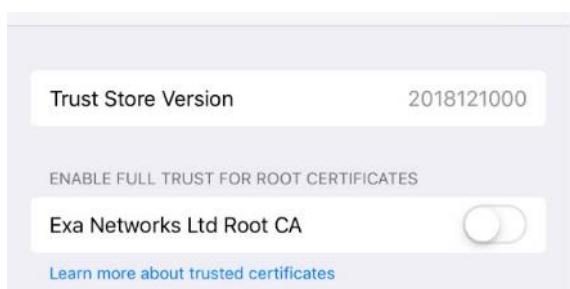 Trust Store Version
2018121000
ENABLE FULL TRUST FOR ROOT CERTIFICATES
Exa Networks Ltd Root CA
Learn more about trusted certificates